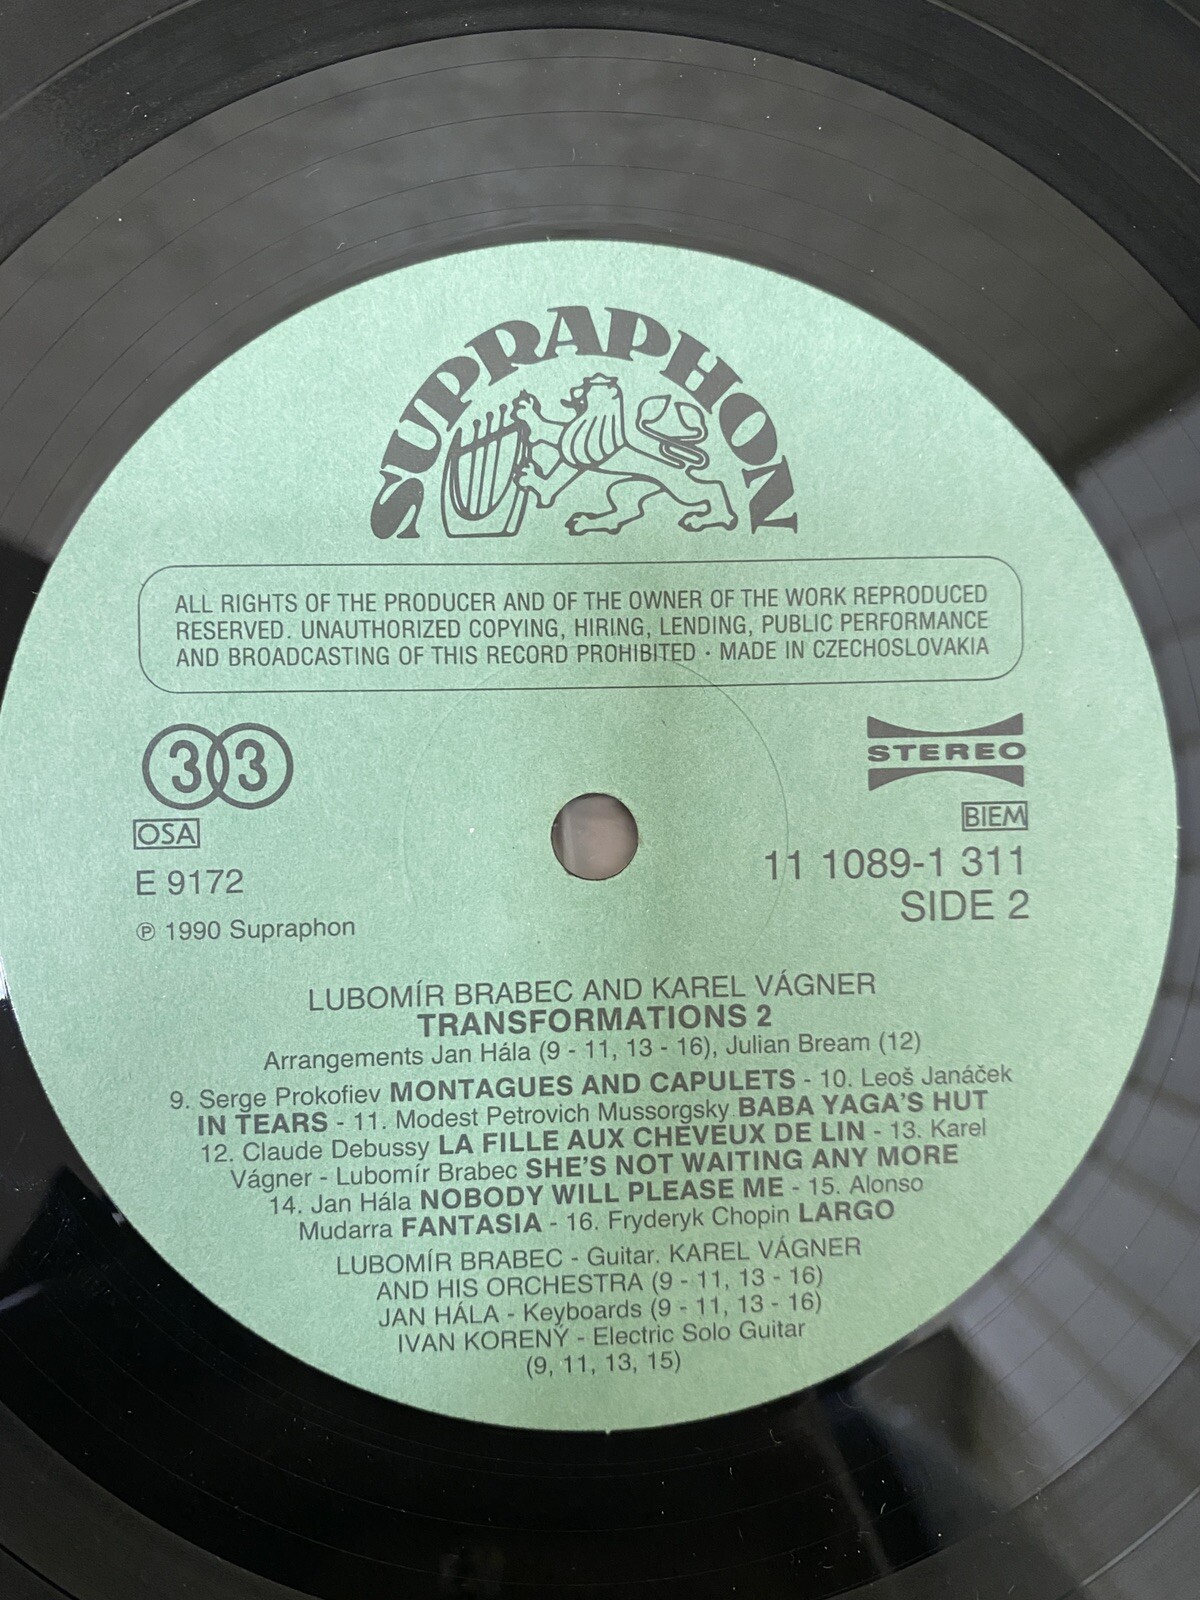 SUPRAPHON
ALL RIGHTS OF THE PRODUCER AND OF THE OWNER OF THE WORK REPRODUCED
RESERVED. UNAUTHORIZED COPYING, HIRING, LENDING, PUBLIC PERFORMANCE
AND BROADCASTING OF THIS RECORD PROHIBITED · MADE IN CZECHOSLOVAKIA
33
STEREO
OSA
BIEM
E 9172
11 1089-1 311
SIDE 2
℗ 1990 Supraphon
LUBOMÍR BRABEC AND KAREL VÁGNER
TRANSFORMATIONS 2
Arrangements Jan Hála (9 - 11, 13 - 16), Julian Bream (12)
9. Serge Prokofiev MONTAGUES AND CAPULETS - 10. Leoš Janáček
IN TEARS - 11. Modest Petrovich Mussorgsky BABA YAGA'S HUT
12. Claude Debussy LA FILLE AUX CHEVEUX DE LIN - 13. Karel
Vágner - Lubomír Brabec SHE'S NOT WAITING ANY MORE
14. Jan Hála NOBODY WILL PLEASE ME - 15. Alonso
Mudarra FANTASIA - 16. Fryderyk Chopin LARGO
LUBOMÍR BRABEC - Guitar. KAREL VÁGNER
AND HIS ORCHESTRA (9 - 11, 13 - 16)
JAN HÁLA - Keyboards (9 - 11, 13 - 16)
IVAN KORENÝ - Electric Solo Guitar
(9, 11, 13, 15)